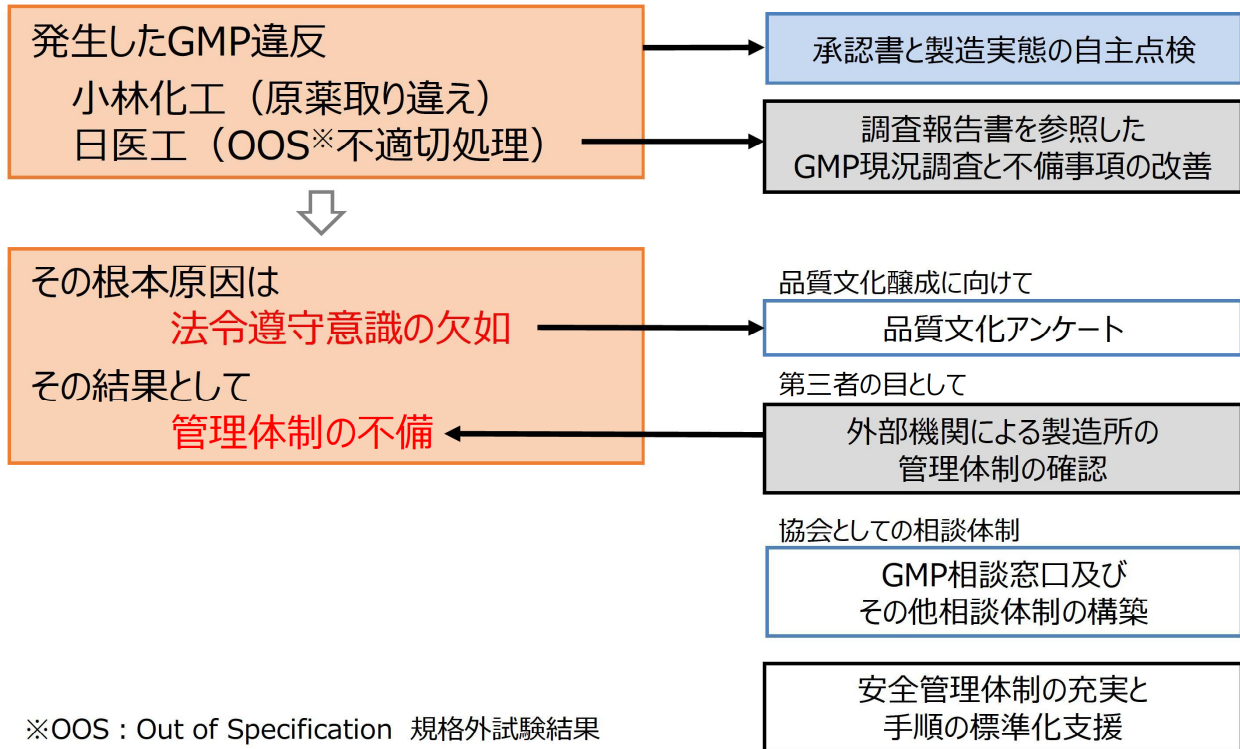 発生したGMP違反
小林化工（原薬取り違え）
日医工（OOS※不適切処理）
その根本原因は
法令遵守意識の欠如
その結果として
管理体制の不備
※OOS：Out of Specification 規格外試験結果
承認書と製造実態の自主点検
調査報告書を参照した
GMP現況調査と不備事項の改善
品質文化醸成に向けて
品質文化アンケート
第三者の目として
外部機関による製造所の
管理体制の確認
協会としての相談体制
GMP相談窓口及び
その他相談体制の構築
安全管理体制の充実と
手順の標準化支援